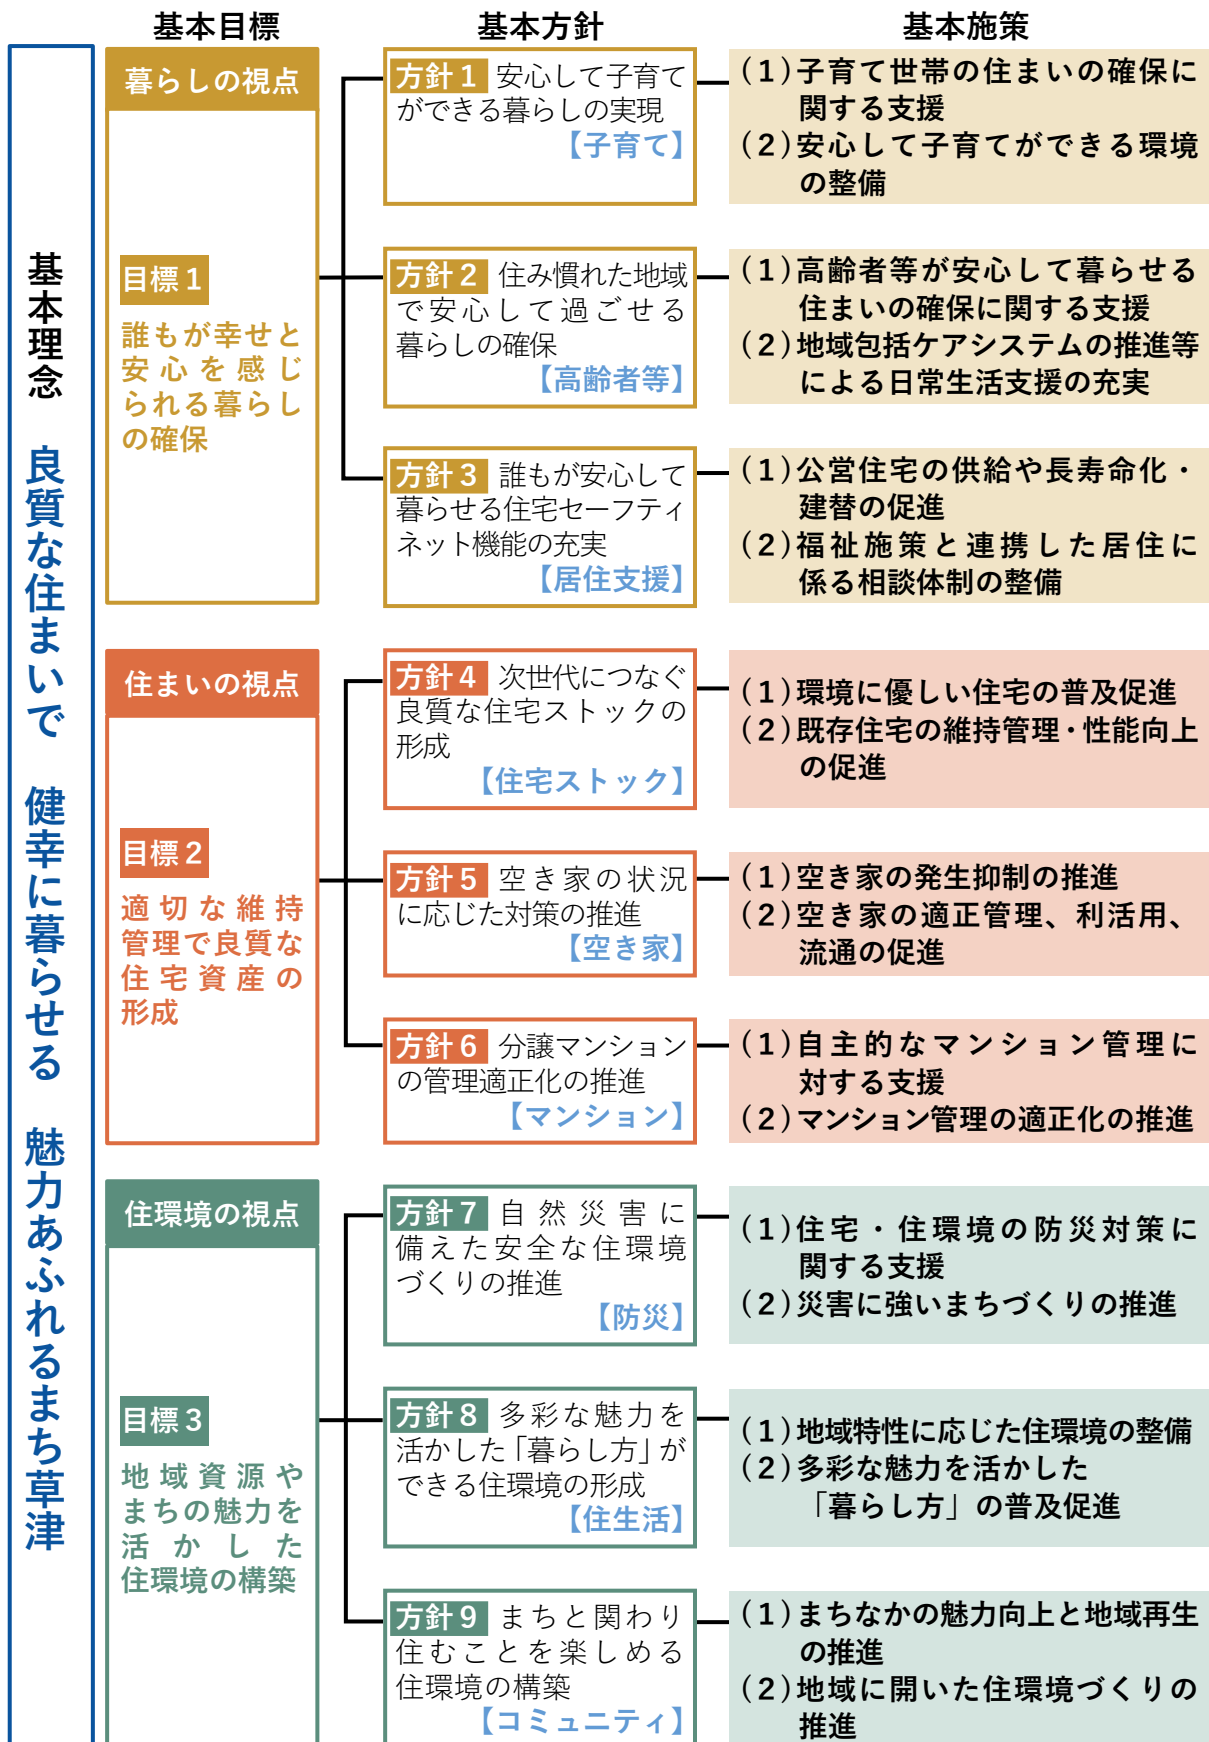 基本目標
基本方針
基本施策
基本理念 良質な住まいで 健幸に暮らせる 魅力あふれるまち草津
暮らしの視点
目標1
誰もが幸せと
安心を感じ
られる暮らし
の確保
方針1 安心して子育て
ができる暮らしの実現
【子育て】
(1)子育て世帯の住まいの確保に
関する支援
(2)安心して子育てができる環境
の整備
方針2 住み慣れた地域
で安心して過ごせる
暮らしの確保
【高齢者等】
(1)高齢者等が安心して暮らせる
住まいの確保に関する支援
(2)地域包括ケアシステムの推進等
による日常生活支援の充実
方針3 誰もが安心して
暮らせる住宅セーフティ
ネット機能の充実
【居住支援】
(1)公営住宅の供給や長寿命化・
建替の促進
(2)福祉施策と連携した居住に
係る相談体制の整備
住まいの視点
目標2
適切な維持
管理で良質な
住宅資産の
形成
方針4 次世代につなぐ
良質な住宅ストックの
形成
【住宅ストック】
(1)環境に優しい住宅の普及促進
(2)既存住宅の維持管理・性能向上
の促進
方針5 空き家の状況
に応じた対策の推進
【空き家】
(1)空き家の発生抑制の推進
(2)空き家の適正管理、利活用、
流通の促進
方針6 分譲マンション
の管理適正化の推進
【マンション】
(1)自主的なマンション管理に
対する支援
(2)マンション管理の適正化の推進
住環境の視点
目標3
地域資源や
まちの魅力を
活かした
住環境の構築
方針7 自然災害に
備えた安全な住環境
づくりの推進
【防災】
(1)住宅・住環境の防災対策に
関する支援
(2)災害に強いまちづくりの推進
方針8 多彩な魅力を
活かした「暮らし方」が
できる住環境の形成
【住生活】
(1)地域特性に応じた住環境の整備
(2)多彩な魅力を活かした
「暮らし方」の普及促進
方針9 まちと関わり
住むことを楽しめる
住環境の構築
【コミュニティ】
(1)まちなかの魅力向上と地域再生
の推進
(2)地域に開いた住環境づくりの
推進